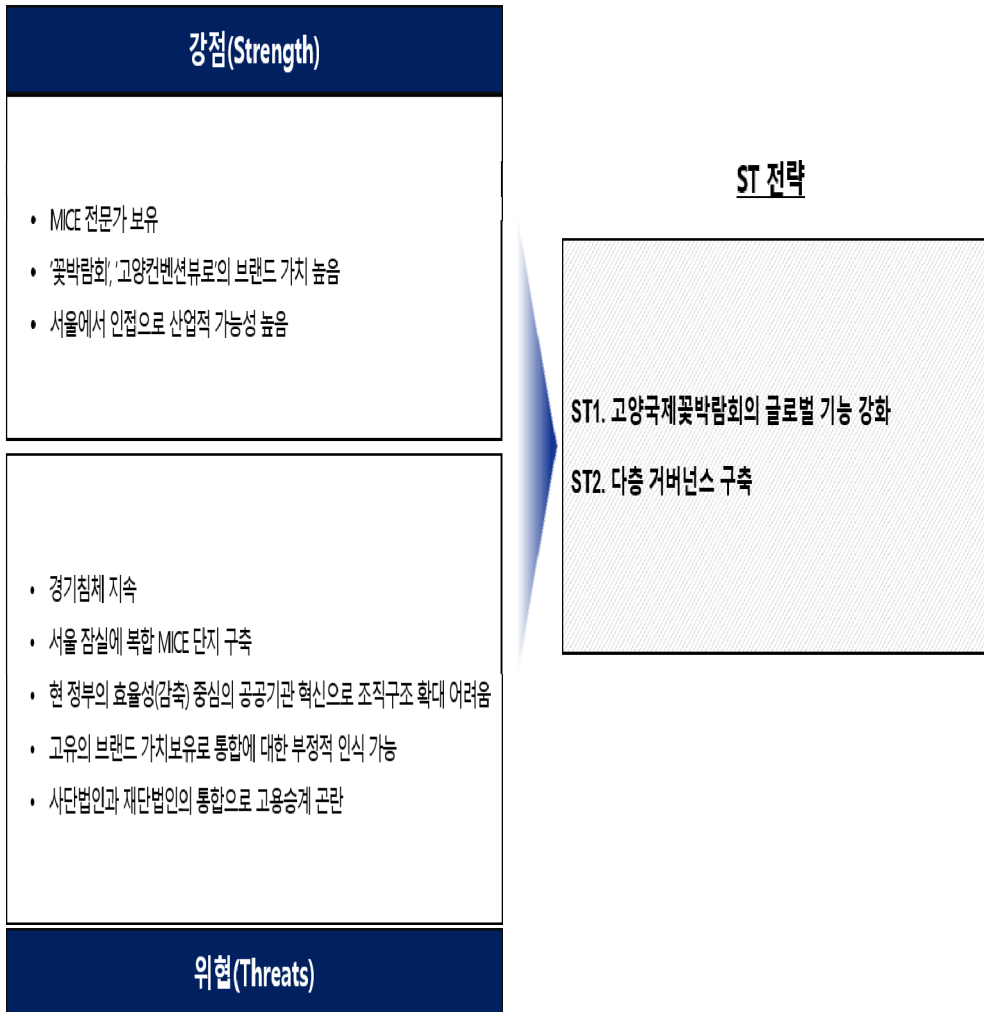 강점(Strength)
• MICE 전문가 보유
• '꽃박람회', '고양컨벤션뷰로'의 브랜드 가치 높음
• 서울에서 인접으로 산업적 가능성 높음
• 경기침체 지속
• 서울 잠실에 복합 MICE 단지 구축
• 현 정부의 효율성(감축) 중심의 공공기관 혁신으로 조직구조 확대 어려움
• 고유의 브랜드 가치보유로 통합에 대한 부정적 인식 가능
• 사단법인과 재단법인의 통합으로 고용승계 곤란
위협(Threats)
ST 전략
ST1. 고양국제꽃박람회의 글로벌 기능 강화
ST2. 다층 거버넌스 구축